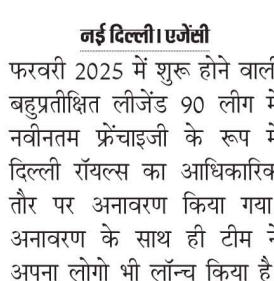 नई दिल्ली। एजेंसी
फरवरी 2025 में शुरू होने वाली
बहुप्रतीक्षित लीजेंड 90 लीग में
नवीनतम फ्रेंचाइजी के रूप में
दिल्ली रॉयल्स का आधिकारिक
तौर पर अनावरण किया गया
अनावरण के साथ ही टीम ने
अपना लोगो भी लॉन्च किया है